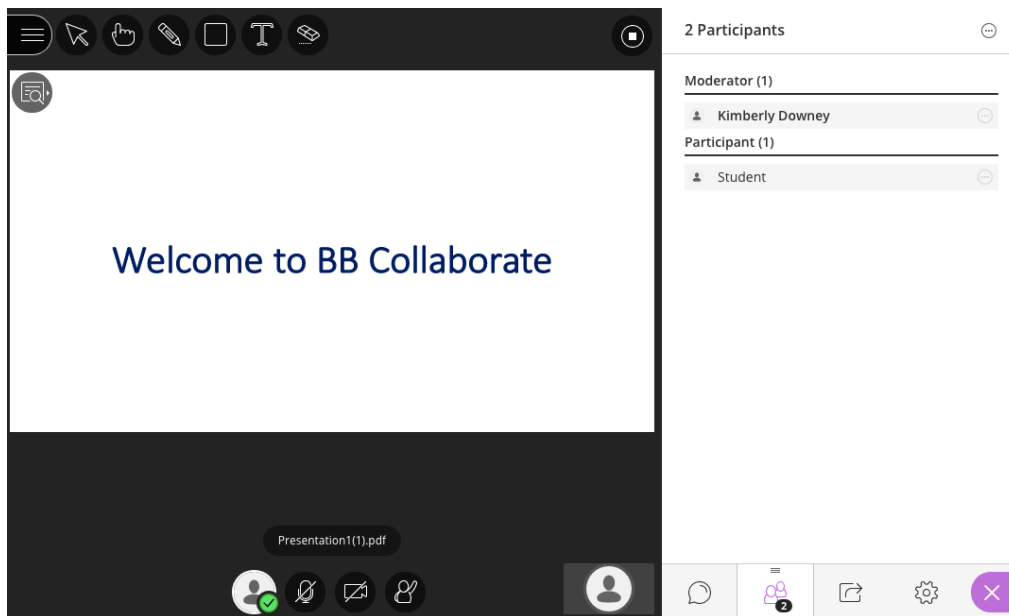 2 Participants
Moderator (1)
Kimberly Downey
Participant (1)
Student
Welcome to BB Collaborate
Presentation1(1).pdf
2